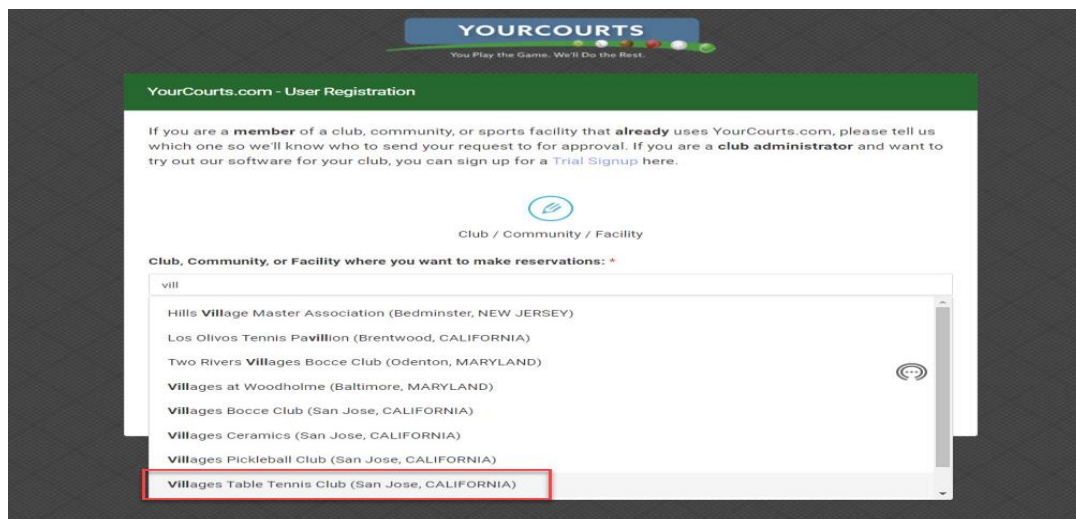 YOURCOURTS
You Play the Game. We'll Do the Rest.
YourCourts.com - User Registration
If you are a member of a club, community, or sports facility that already uses YourCourts.com, please tell us
which one so we'll know who to send your request to for approval. If you are a club administrator and want to
try out our software for your club, you can sign up for a Trial Signup here.
Club / Community / Facility
Club, Community, or Facility where you want to make reservations: *
vill
Hills Village Master Association (Bedminster, NEW JERSEY)
Los Olivos Tennis Pavillion (Brentwood, CALIFORNIA)
Two Rivers Villages Bocce Club (Odenton, MARYLAND)
Villages at Woodholme (Baltimore, MARYLAND)
Villages Bocce Club (San Jose, CALIFORNIA)
Villages Ceramics (San Jose, CALIFORNIA)
Villages Pickleball Club (San Jose, CALIFORNIA)
Villages Table Tennis Club (San Jose, CALIFORNIA)